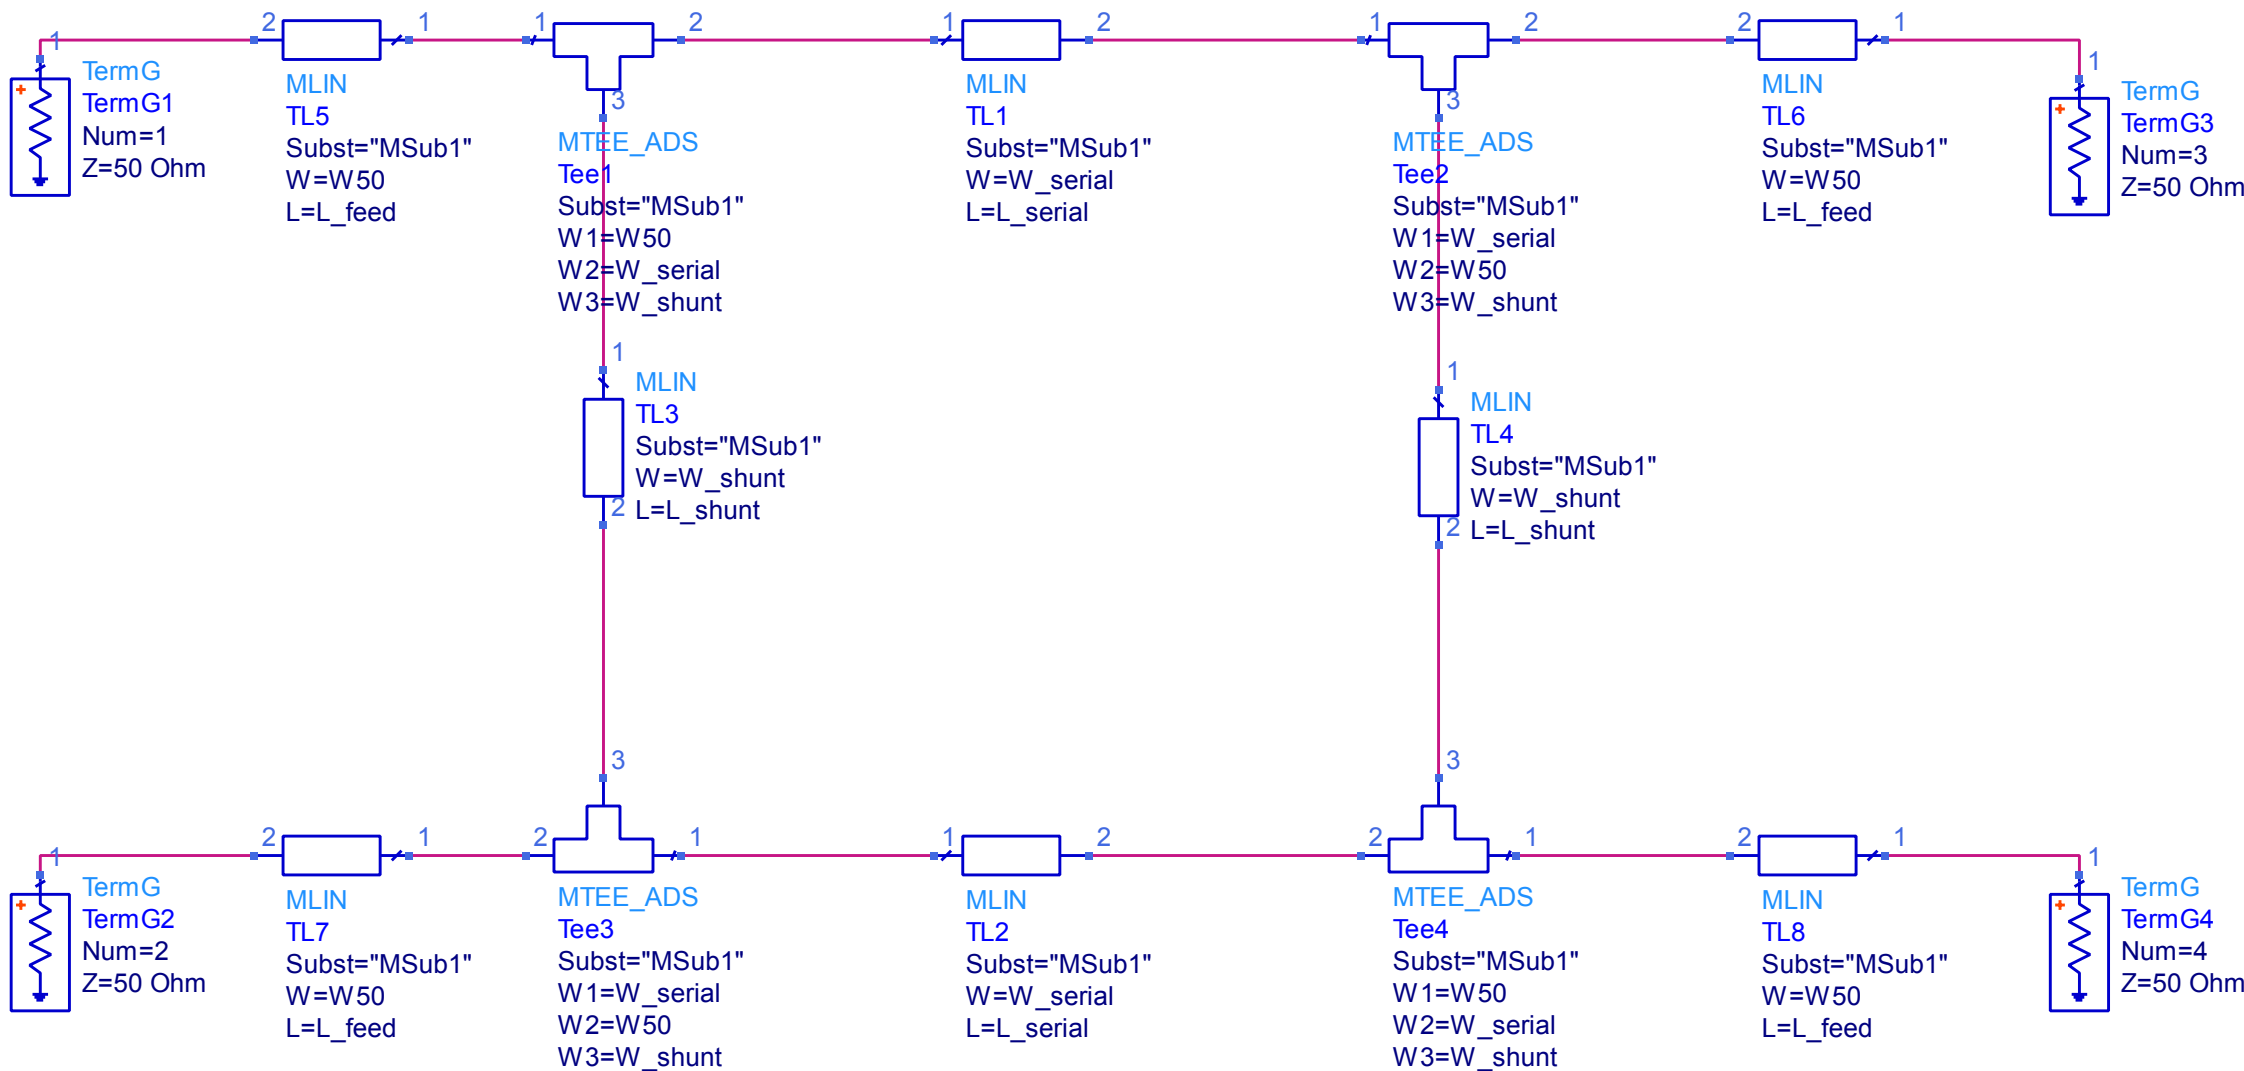 2 1 1 2 1 2 1 2 2 1
1
TermG
TermG1
Num=1
Z=50 Ohm
MLIN
TL5
Subst="MSub1"
W=W50
L=L_feed
3
MTEE_ADS
Tee1
Subst="MSub1"
W1=W50
W2=W_serial
W3=W_shunt
MLIN
TL1
Subst="MSub1"
W=W_serial
L=L_serial
3
MTEE_ADS
Tee2
Subst="MSub1"
W1=W_serial
W2=W50
W3=W_shunt
MLIN
TL6
Subst="MSub1"
W=W50
L=L_feed
1
TermG
TermG3
Num=3
Z=50 Ohm
1
MLIN
TL3
Subst="MSub1"
W=W_shunt
L=L_shunt
2
1
MLIN
TL4
Subst="MSub1"
W=W_shunt
L=L_shunt
2
3
3
2 1 2 1 1 2 2 1 2 1
1
TermG
TermG2
Num=2
Z=50 Ohm
MLIN
TL7
Subst="MSub1"
W=W50
L=L_feed
MTEE_ADS
Tee3
Subst="MSub1"
W1=W_serial
W2=W50
W3=W_shunt
MLIN
TL2
Subst="MSub1"
W=W_serial
L=L_serial
MTEE_ADS
Tee4
Subst="MSub1"
W1=W50
W2=W_serial
W3=W_shunt
MLIN
TL8
Subst="MSub1"
W=W50
L=L_feed
1
TermG
TermG4
Num=4
Z=50 Ohm